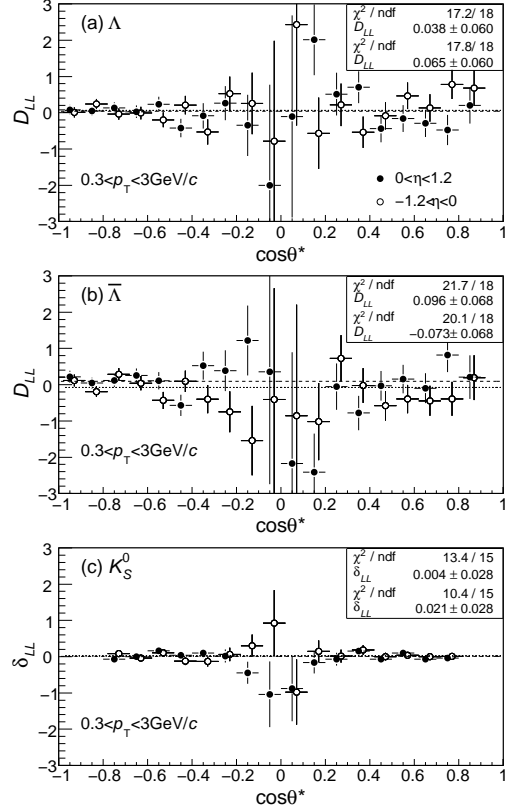 (a) Λ
χ² / ndf 17.2 / 18
D_LL 0.038 ± 0.060
χ² / ndf 17.8 / 18
D_LL 0.065 ± 0.060
3
2
1
0
−1
−2
−3
D_LL
0.3<p_T<3GeV/c
0<η<1.2
−1.2<η<0
−1 −0.8 −0.6 −0.4 −0.2 0 0.2 0.4 0.6 0.8 1
cosθ*
(b) Λ̅
χ² / ndf 21.7 / 18
D_LL 0.096 ± 0.068
χ² / ndf 20.1 / 18
D_LL −0.073 ± 0.068
3
2
1
0
−1
−2
−3
D_LL
0.3<p_T<3GeV/c
−1 −0.8 −0.6 −0.4 −0.2 0 0.2 0.4 0.6 0.8 1
cosθ*
(c) K⁰_S
χ² / ndf 13.4 / 15
δ_LL 0.004 ± 0.028
χ² / ndf 10.4 / 15
δ_LL 0.021 ± 0.028
3
2
1
0
−1
−2
−3
δ_LL
0.3<p_T<3GeV/c
−1 −0.8 −0.6 −0.4 −0.2 0 0.2 0.4 0.6 0.8 1
cosθ*